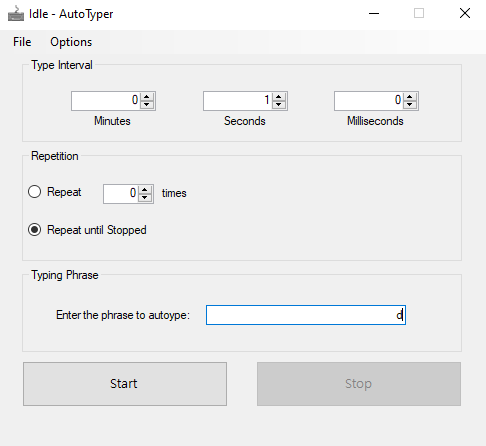 Idle - AutoTyper
File Options
Type Interval
0 1 0
Minutes Seconds Milliseconds
Repetition
Repeat 0 times
Repeat until Stopped
Typing Phrase
Enter the phrase to autoype: d
Start Stop